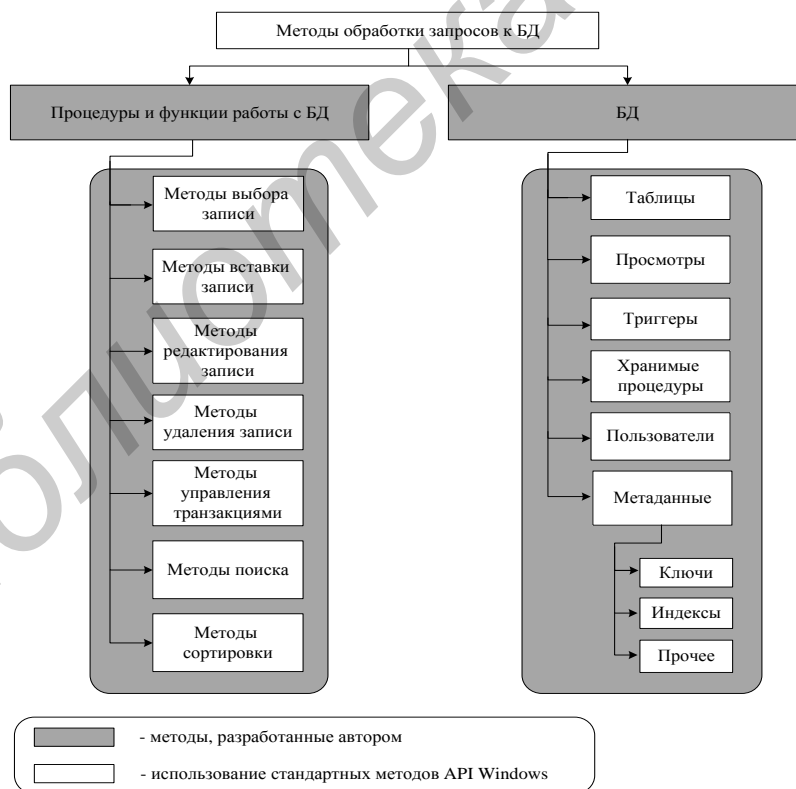 Методы обработки запросов к БД
Процедуры и функции работы с БД
БД
Методы выбора
записи
Методы вставки
записи
Методы
редактирования
записи
Методы
удаления записи
Методы
управления
транзакциями
Методы поиска
Методы
сортировки
Таблицы
Просмотры
Триггеры
Хранимые
процедуры
Пользователи
Метаданные
Ключи
Индексы
Прочее
- методы, разработанные автором
- использование стандартных методов API Windows